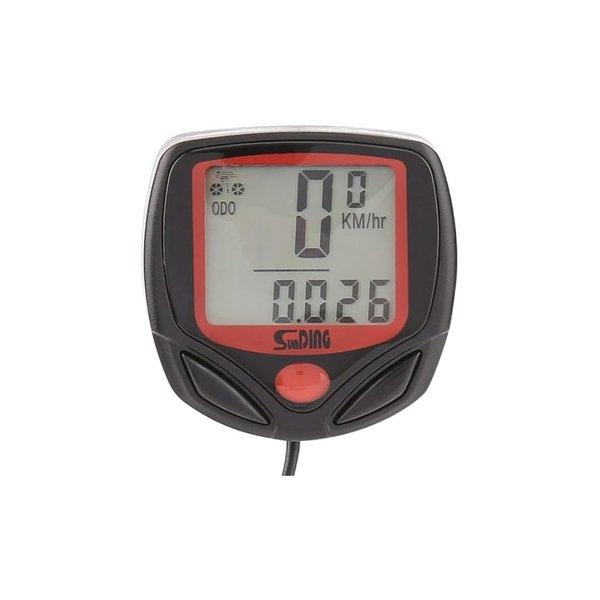 ODO
0 0
KM/hr
0.026
SunDING